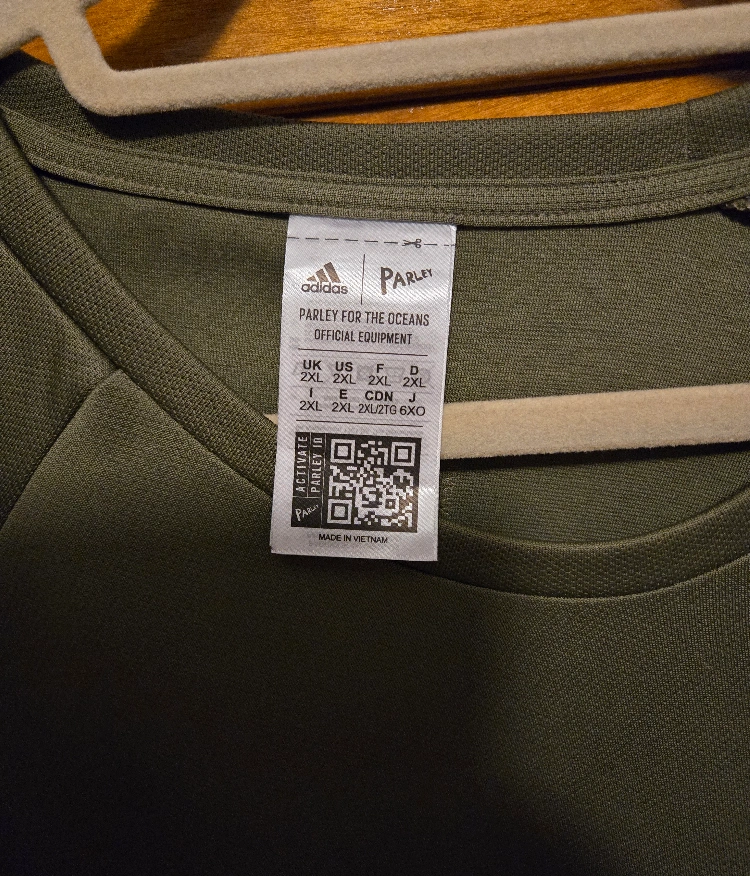 adidas PARLEY
PARLEY FOR THE OCEANS
OFFICIAL EQUIPMENT
UK US F D
2XL 2XL 2XL 2XL
I E CDN J
2XL 2XL 2XL/2TG 6XO
ACTIVATE
PARLEY ID
PARLEY
MADE IN VIETNAM